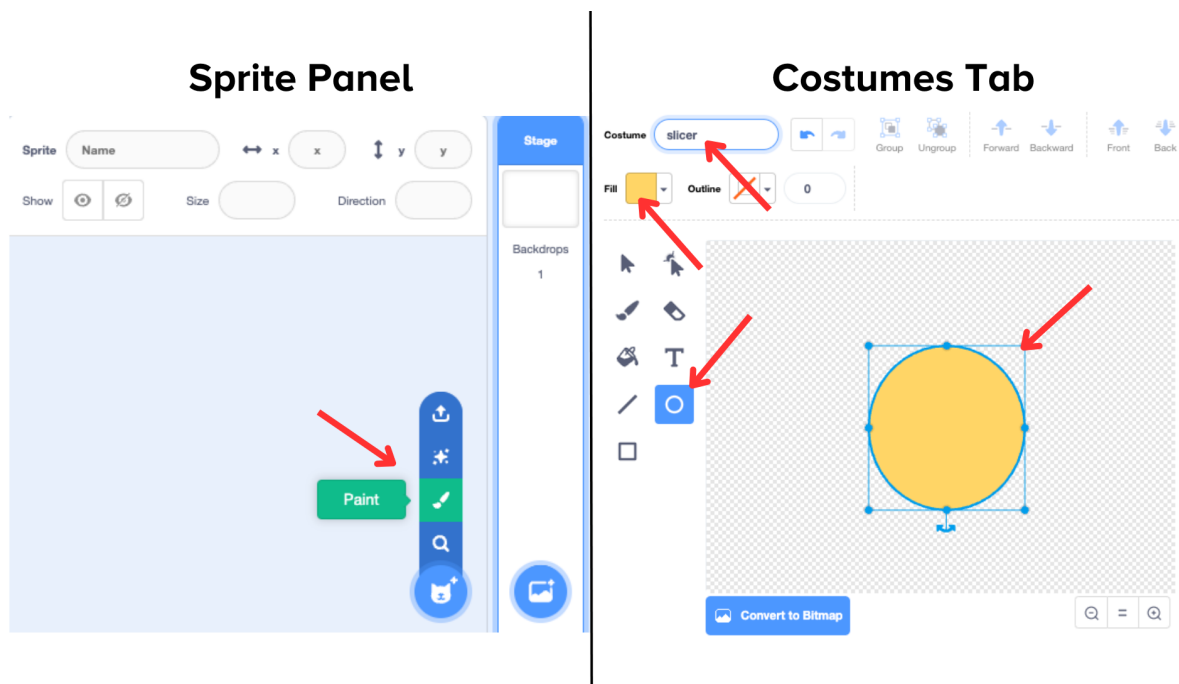 Sprite Panel
Sprite Name x x y y
Show Size Direction
Stage
Backdrops
1
Paint
Costumes Tab
Costume slicer Group Ungroup Forward Backward Front Back
Fill Outline 0
T
Convert to Bitmap
=